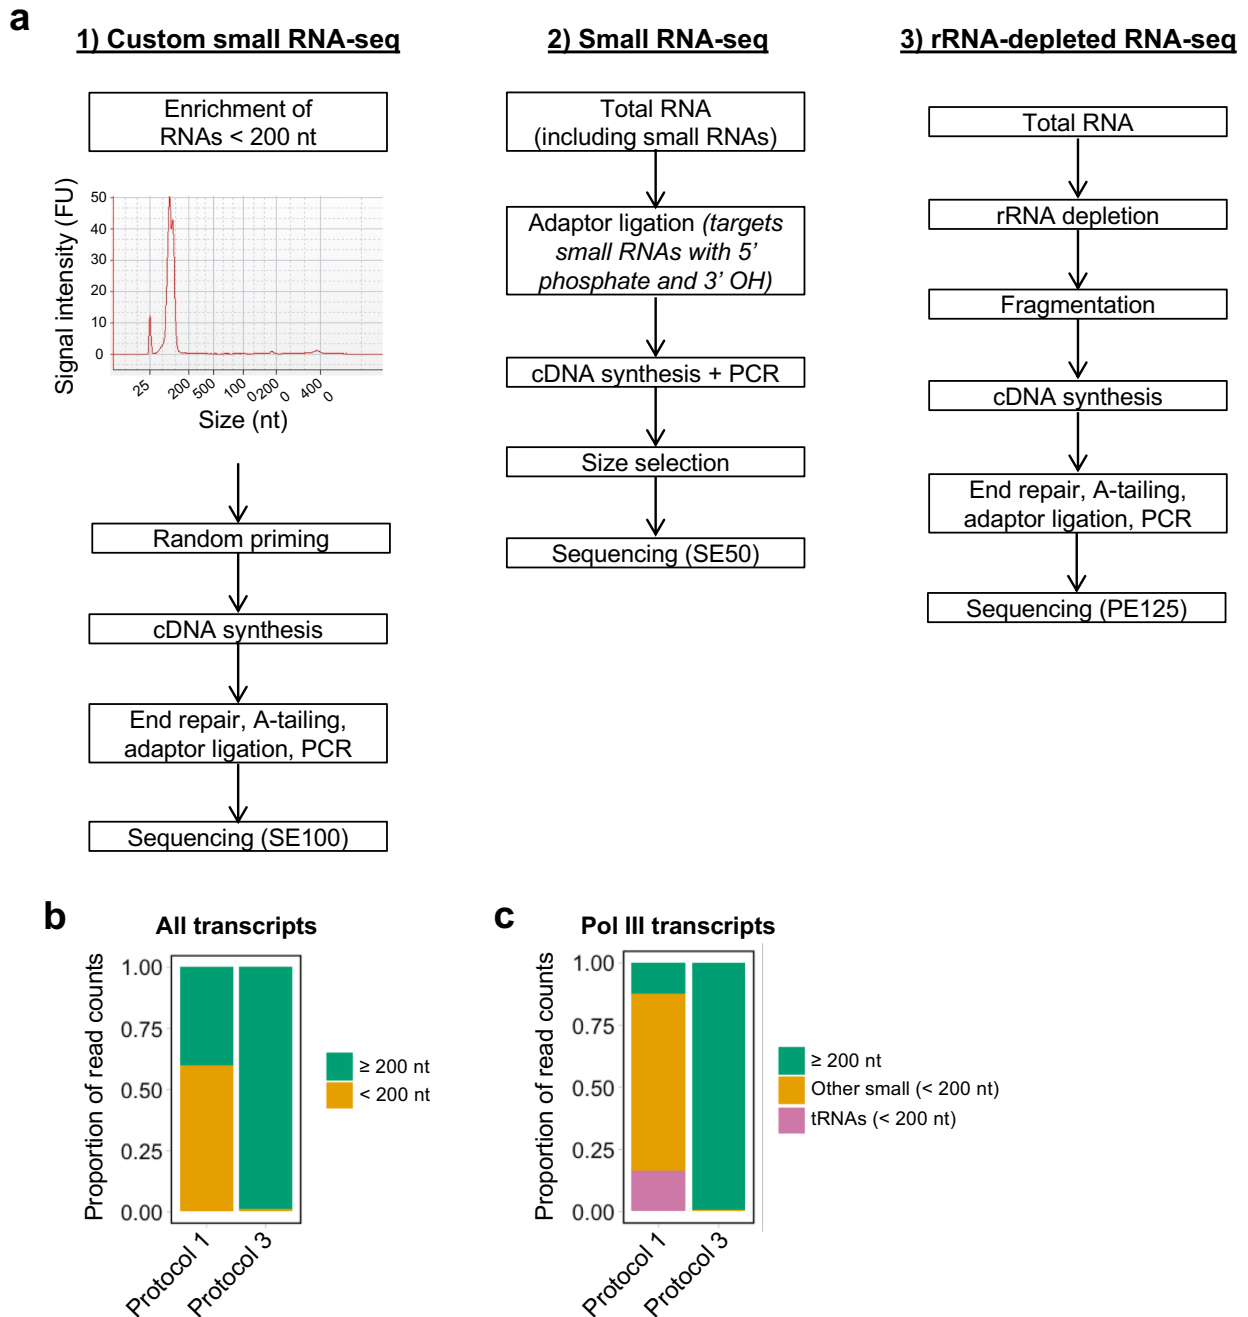 a
1) Custom small RNA-seq
Enrichment of
RNAs < 200 nt
Signal intensity (FU)
50
40
30
20
10
0
25
200
500
100
0
200
0
400
0
Size (nt)
Random priming
cDNA synthesis
End repair, A-tailing,
adaptor ligation, PCR
Sequencing (SE100)
2) Small RNA-seq
Total RNA
(including small RNAs)
Adaptor ligation (targets
small RNAs with 5’
phosphate and 3’ OH)
cDNA synthesis + PCR
Size selection
Sequencing (SE50)
3) rRNA-depleted RNA-seq
Total RNA
rRNA depletion
Fragmentation
cDNA synthesis
End repair, A-tailing,
adaptor ligation, PCR
Sequencing (PE125)
b
All transcripts
Proportion of read counts
1.00
0.75
0.50
0.25
0.00
Protocol 1
Protocol 3
≥ 200 nt
< 200 nt
c
Pol III transcripts
Proportion of read counts
1.00
0.75
0.50
0.25
0.00
Protocol 1
Protocol 3
≥ 200 nt
Other small (< 200 nt)
tRNAs (< 200 nt)